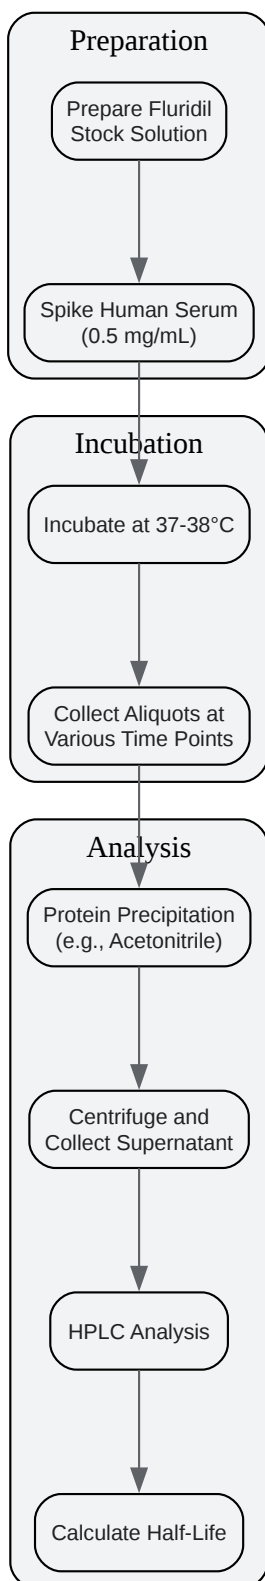 Preparation
Prepare Fluridil
Stock Solution
Spike Human Serum
(0.5 mg/mL)
Incubation
Incubate at 37-38°C
Collect Aliquots at
Various Time Points
Analysis
Protein Precipitation
(e.g., Acetonitrile)
Centrifuge and
Collect Supernatant
HPLC Analysis
Calculate Half-Life